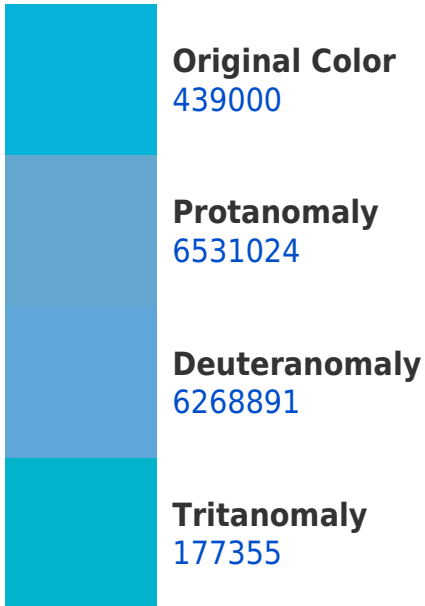 Original Color
439000
Protanomaly
6531024
Deuteranomaly
6268891
Tritanomaly
177355